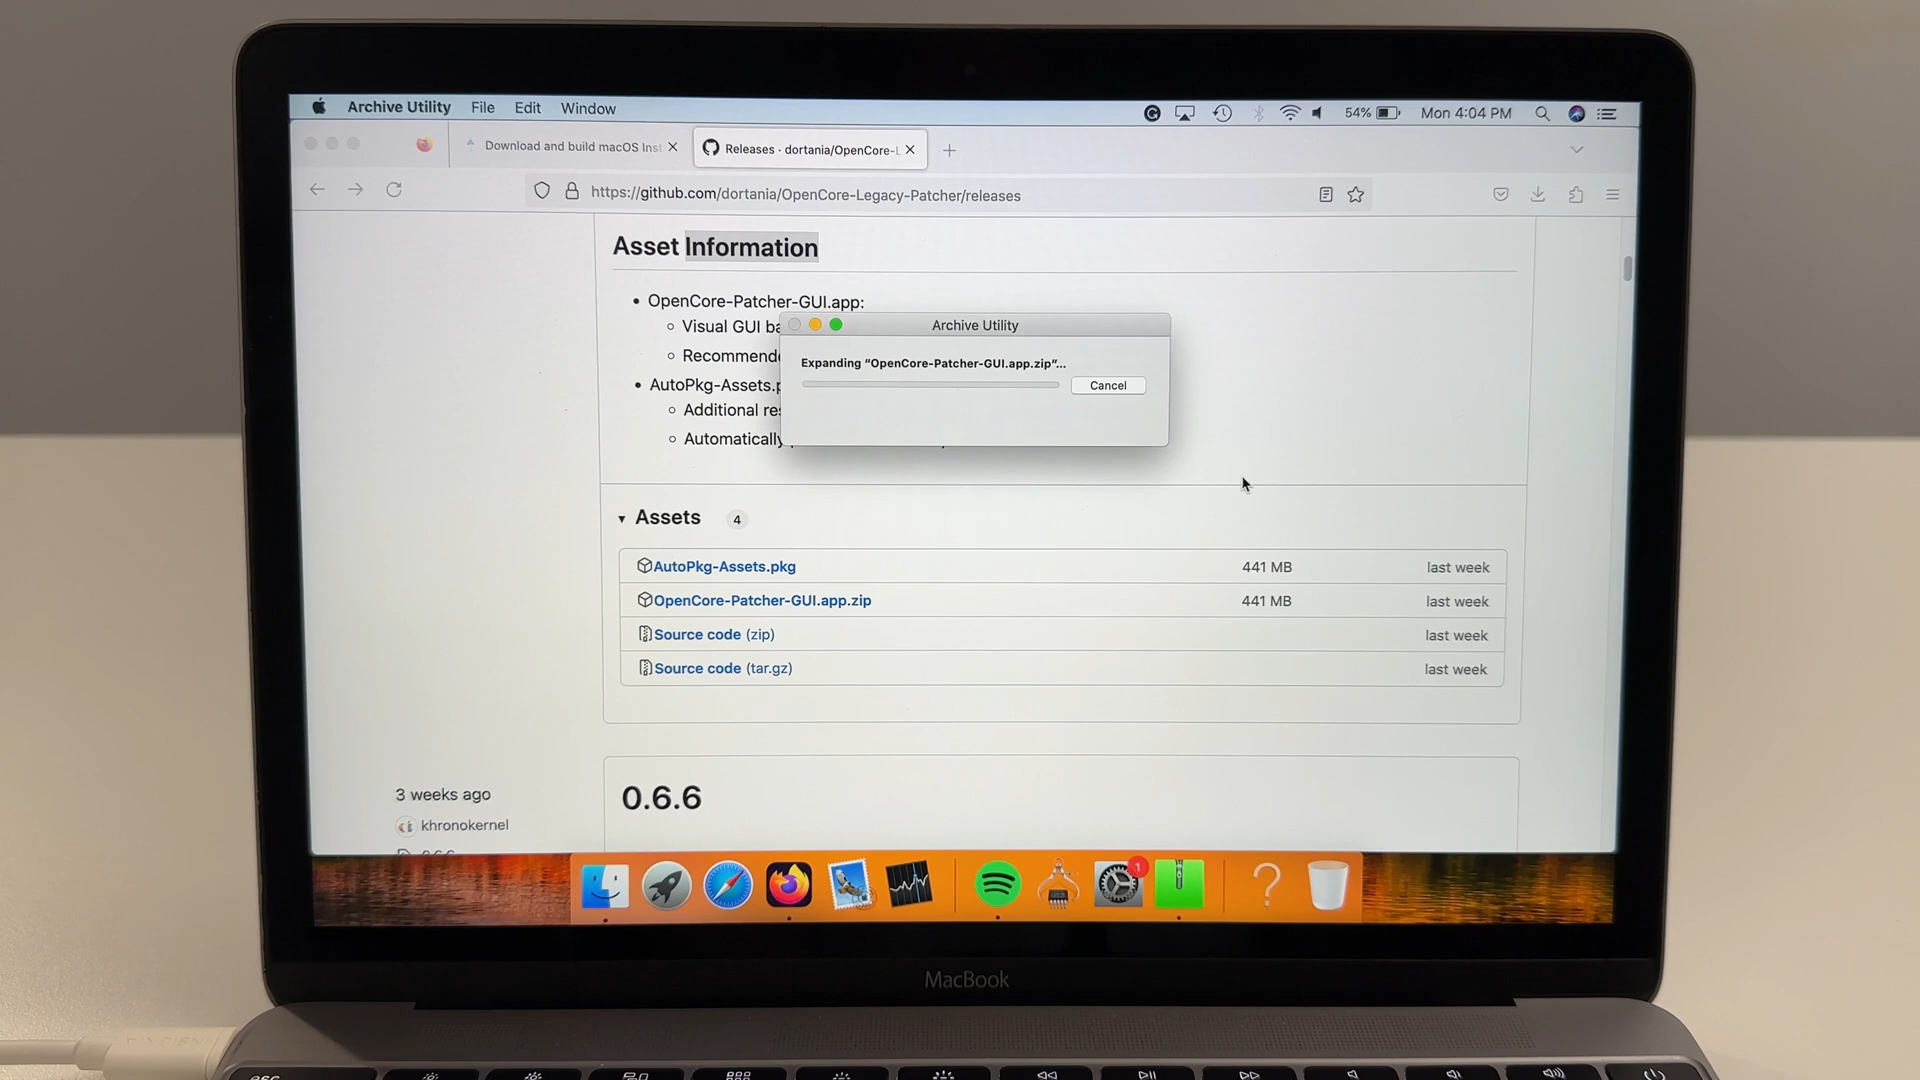 Archive Utility File Edit Window
54% Mon 4:04 PM
Download and build macOS Inst
Releases · dortania/OpenCore-L
https://github.com/dortania/OpenCore-Legacy-Patcher/releases
Asset Information
OpenCore-Patcher-GUI.app:
Visual GUI ba
Recommende
AutoPkg-Assets.p
Additional res
Automatically
Archive Utility
Expanding “OpenCore-Patcher-GUI.app.zip”...
Cancel
Assets 4
AutoPkg-Assets.pkg 441 MB last week
OpenCore-Patcher-GUI.app.zip 441 MB last week
Source code (zip) last week
Source code (tar.gz) last week
3 weeks ago
khronokernel
0.6.6
1
MacBook
esc